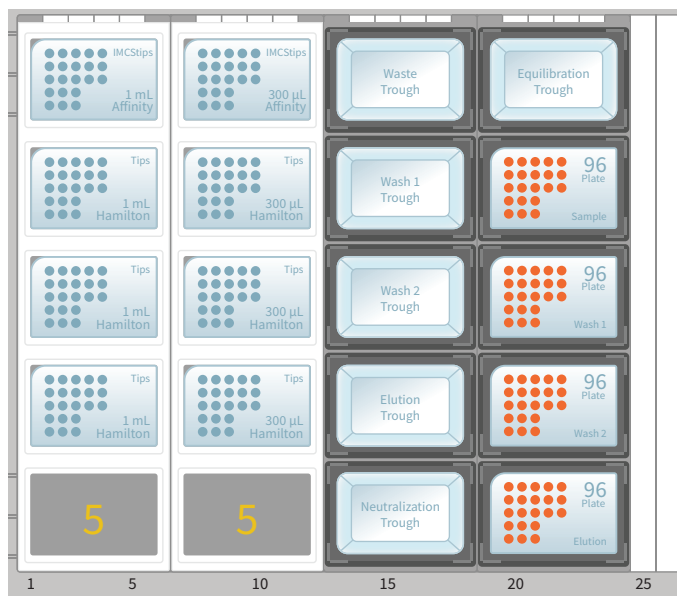 IMCStips
1 mL
Affinity
IMCStips
300 µL
Affinity
Waste
Trough
Equilibration
Trough
Tips
1 mL
Hamilton
Tips
300 µL
Hamilton
Wash 1
Trough
96
Plate
Sample
Tips
1 mL
Hamilton
Tips
300 µL
Hamilton
Wash 2
Trough
96
Plate
Wash 1
Tips
1 mL
Hamilton
Tips
300 µL
Hamilton
Elution
Trough
96
Plate
Wash 2
5
5
Neutralization
Trough
96
Plate
Elution
1 5 10 15 20 25